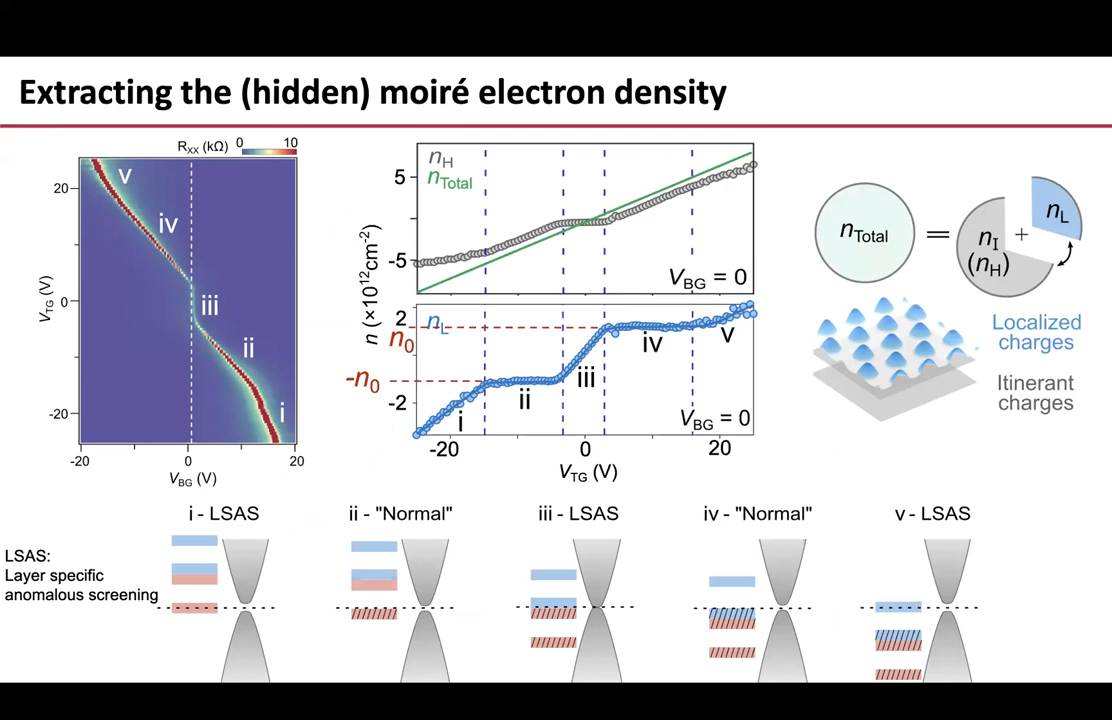 Extracting the (hidden) moiré electron density
R_XX (kΩ) 0 10
20
0
-20
V_TG (V)
-20 0 20
V_BG (V)
v
iv
iii
ii
i
n (×10^12 cm^-2)
5
-5
n_H
n_Total
V_BG = 0
2
n_0
-n_0
-2
n_L
i
ii
iii
iv
v
V_BG = 0
-20 0 20
V_TG (V)
n_Total = n_I (n_H) + n_L
Localized
charges
Itinerant
charges
i - LSAS ii - "Normal" iii - LSAS iv - "Normal" v - LSAS
LSAS:
Layer specific
anomalous screening